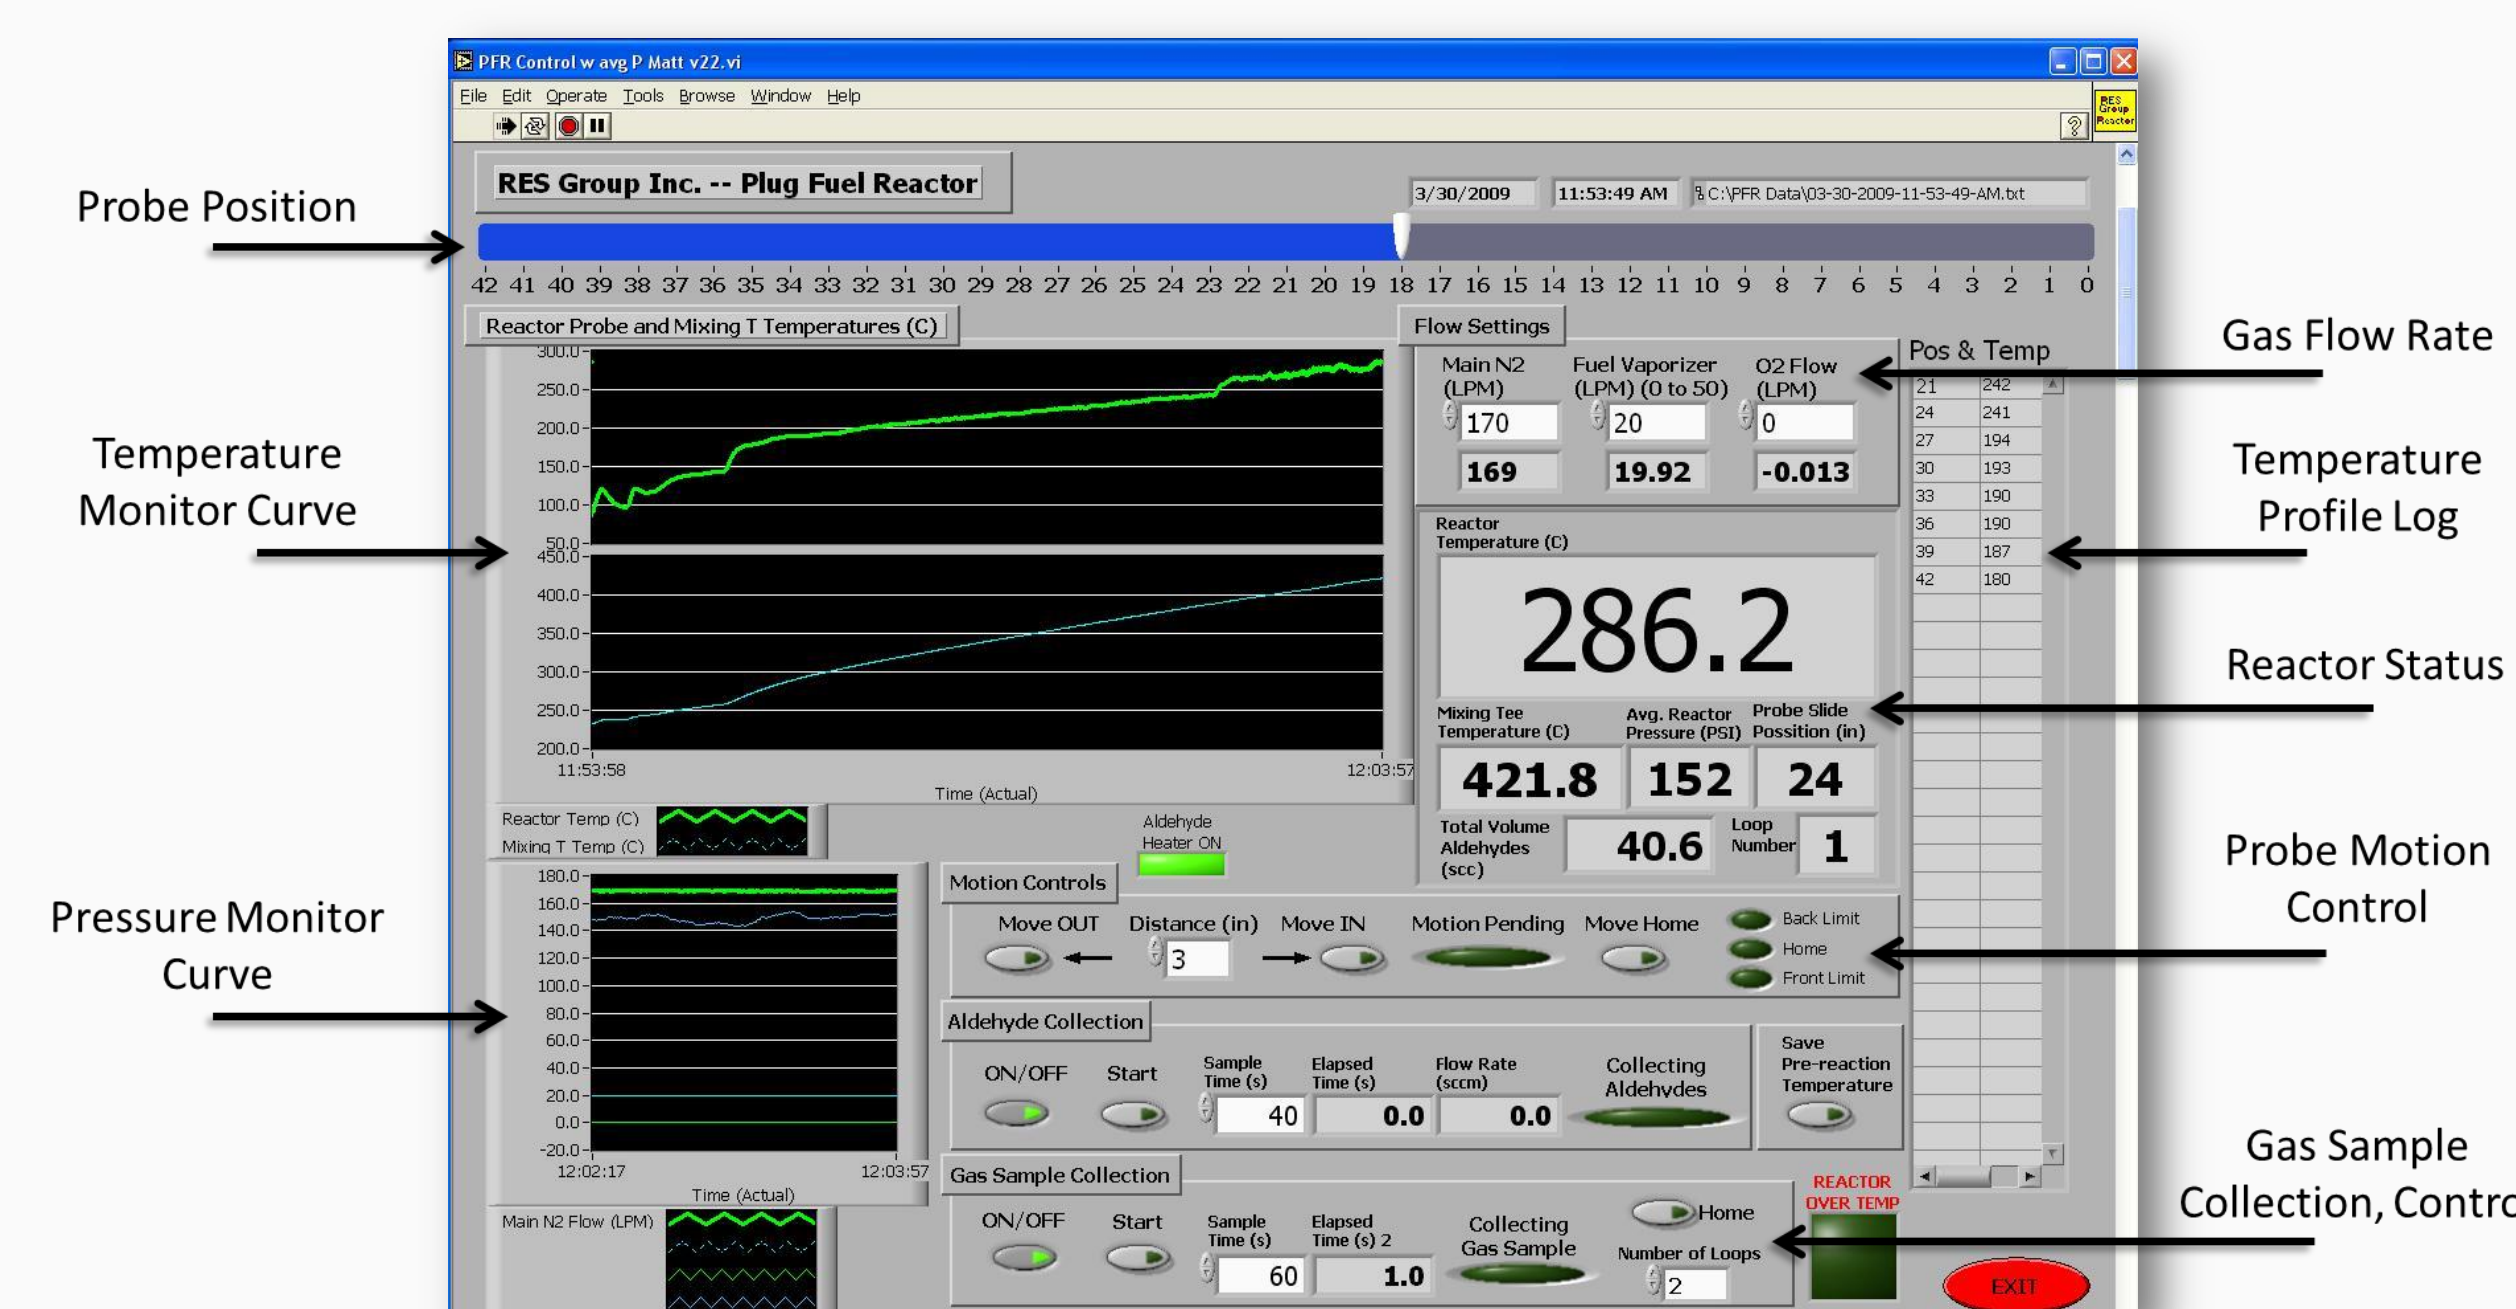 PFR Control w avg P Matt v22.vi
File Edit Operate Tools Browse Window Help
RES
Group
Reactor
RES Group Inc. -- Plug Fuel Reactor
3/30/2009 11:53:49 AM C:\PFR Data\03-30-2009-11-53-49-AM.txt
Probe Position
42 41 40 39 38 37 36 35 34 33 32 31 30 29 28 27 26 25 24 23 22 21 20 19 18 17 16 15 14 13 12 11 10 9 8 7 6 5 4 3 2 1 0
Reactor Probe and Mixing T Temperatures (C)
300.0
250.0
200.0
150.0
100.0
50.0
450.0
400.0
350.0
300.0
250.0
200.0
11:53:58 12:03:57
Time (Actual)
Temperature
Monitor Curve
Reactor Temp (C)
Mixing T Temp (C)
Aldehyde
Heater ON
Flow Settings
Main N2
(LPM)
170
169
Fuel Vaporizer
(LPM) (0 to 50)
20
19.92
O2 Flow
(LPM)
0
-0.013
Gas Flow Rate
Reactor
Temperature (C)
286.2
Mixing Tee
Temperature (C)
421.8
Avg. Reactor
Pressure (PSI)
152
Probe Slide
Possition (in)
24
Total Volume
Aldehydes
(scc)
40.6
Loop
Number
1
Reactor Status
Pos & Temp
21 242
24 241
27 194
30 193
33 190
36 190
39 187
42 180
Temperature
Profile Log
Pressure Monitor
Curve
180.0
160.0
140.0
120.0
100.0
80.0
60.0
40.0
20.0
0.0
-20.0
12:02:17 12:03:57
Time (Actual)
Main N2 Flow (LPM)
Motion Controls
Move OUT Distance (in) Move IN Motion Pending Move Home
3
Back Limit
Home
Front Limit
Probe Motion
Control
Aldehyde Collection
ON/OFF Start
Sample
Time (s)
40
Elapsed
Time (s)
0.0
Flow Rate
(sccm)
0.0
Collecting
Aldehydes
Save
Pre-reaction
Temperature
Gas Sample Collection
ON/OFF Start
Sample
Time (s)
60
Elapsed
Time (s) 2
1.0
Collecting
Gas Sample
Home
Number of Loops
2
REACTOR
OVER TEMP
EXIT
Gas Sample
Collection, Contro